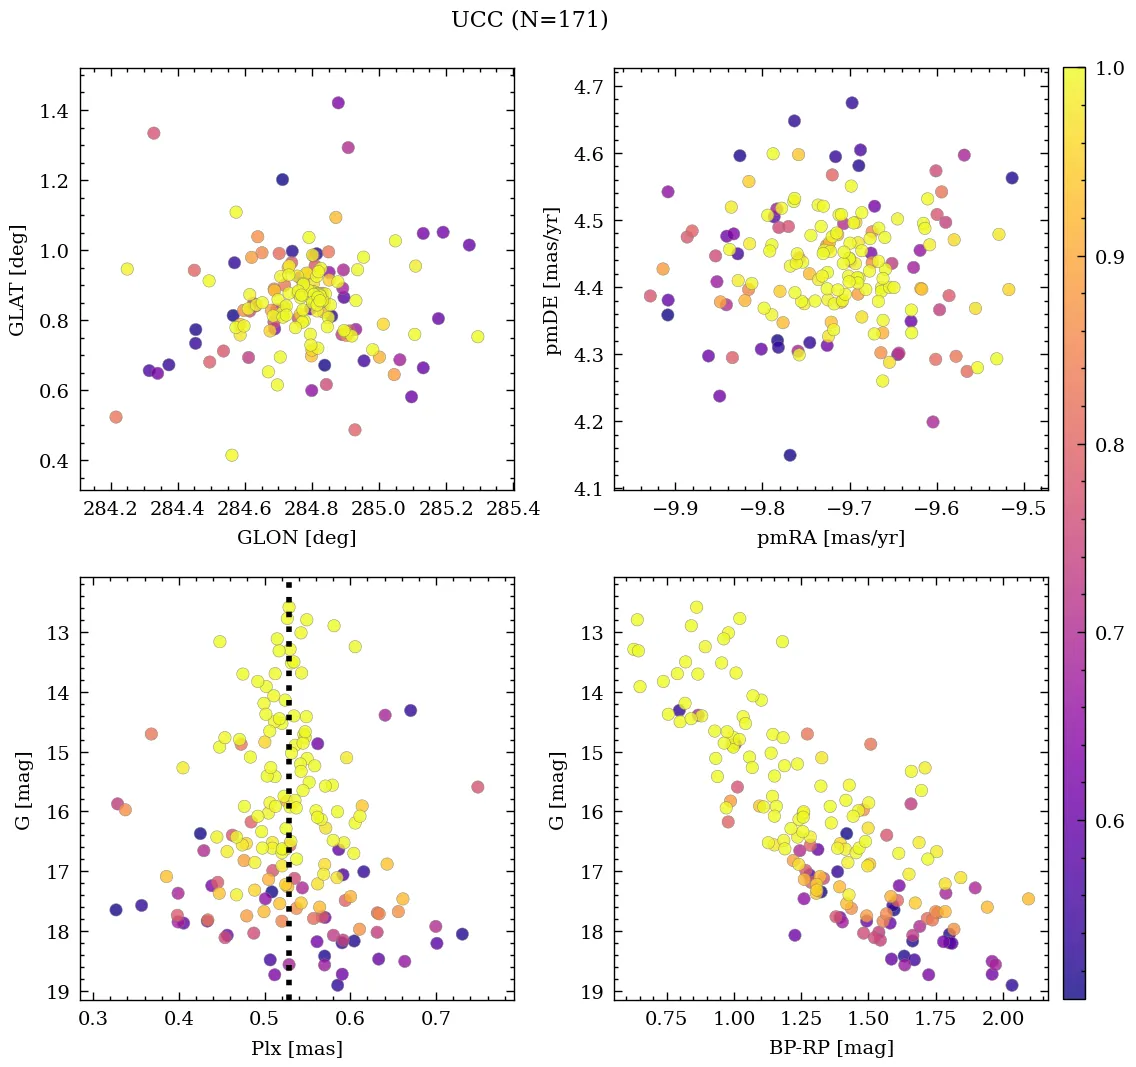 UCC (N=171)
1.4
1.2
1.0
0.8
0.6
0.4
GLAT [deg]
284.2 284.4 284.6 284.8 285.0 285.2 285.4
GLON [deg]
4.7
4.6
4.5
4.4
4.3
4.2
4.1
pmDE [mas/yr]
−9.9 −9.8 −9.7 −9.6 −9.5
pmRA [mas/yr]
1.0
0.9
0.8
0.7
0.6
13
14
15
16
17
18
19
G [mag]
0.3 0.4 0.5 0.6 0.7
Plx [mas]
13
14
15
16
17
18
19
G [mag]
0.75 1.00 1.25 1.50 1.75 2.00
BP-RP [mag]